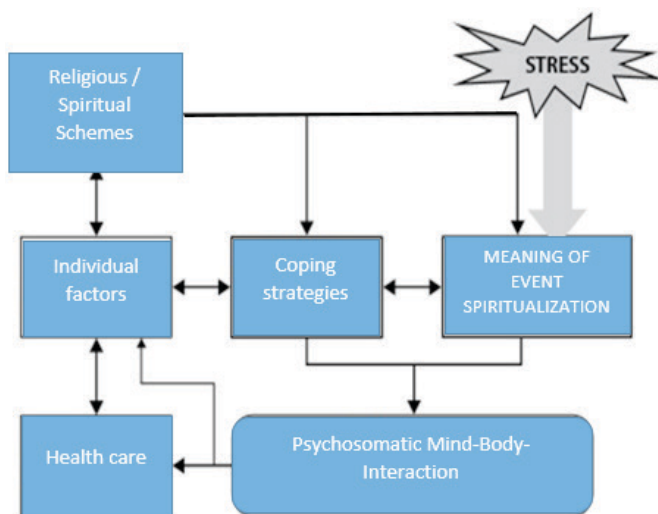 Religious /
Spiritual
Schemes
STRESS
Individual
factors
Coping
strategies
MEANING OF
EVENT
SPIRITUALIZATION
Health care
Psychosomatic Mind-Body-
Interaction